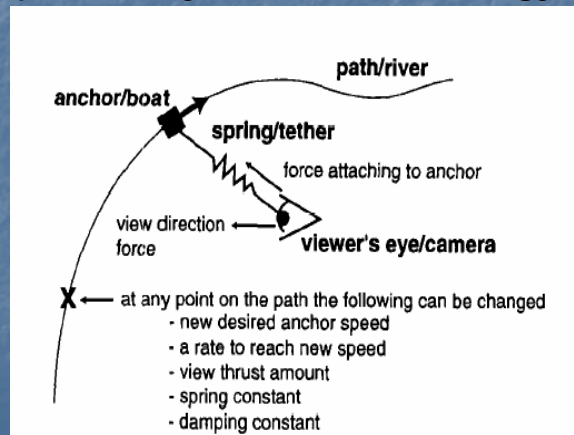 path/river
anchor/boat
spring/tether
force attaching to anchor
view direction
force
viewer's eye/camera
X
at any point on the path the following can be changed
- new desired anchor speed
- a rate to reach new speed
- view thrust amount
- spring constant
- damping constant